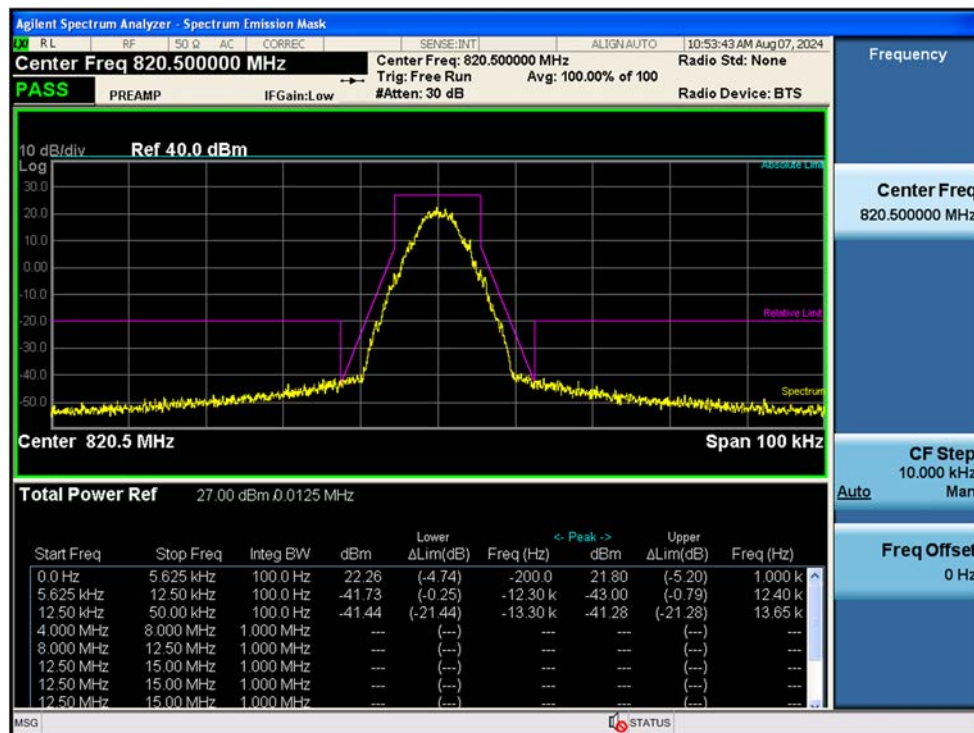 Agilent Spectrum Analyzer - Spectrum Emission Mask
LXI RL RF 50 Ω AC CORREC SENSE:INT ALIGN AUTO 10:53:43 AM Aug 07, 2024
Center Freq 820.500000 MHz Center Freq: 820.500000 MHz Radio Std: None
Trig: Free Run Avg: 100.00% of 100
PASS PREAMP IFGain:Low #Atten: 30 dB Radio Device: BTS
10 dB/div Ref 40.0 dBm
Log Absolute Limit
30.0
20.0
10.0
0.00
-10.0
-20.0 Relative Limit
-30.0
-40.0
-50.0 Spectrum
Center 820.5 MHz Span 100 kHz
Total Power Ref 27.00 dBm /0.0125 MHz
Lower <- Peak -> Upper
Start Freq Stop Freq Integ BW dBm ΔLim(dB) Freq (Hz) dBm ΔLim(dB) Freq (Hz)
0.0 Hz 5.625 kHz 100.0 Hz 22.26 (-4.74) -200.0 21.80 (-5.20) 1.000 k
5.625 kHz 12.50 kHz 100.0 Hz -41.73 (-0.25) -12.30 k -43.00 (-0.79) 12.40 k
12.50 kHz 50.00 kHz 100.0 Hz -41.44 (-21.44) -13.30 k -41.28 (-21.28) 13.65 k
4.000 MHz 8.000 MHz 1.000 MHz --- (---) --- --- (---) ---
8.000 MHz 12.50 MHz 1.000 MHz --- (---) --- --- (---) ---
12.50 MHz 15.00 MHz 1.000 MHz --- (---) --- --- (---) ---
12.50 MHz 15.00 MHz 1.000 MHz --- (---) --- --- (---) ---
12.50 MHz 15.00 MHz 1.000 MHz --- (---) --- --- (---) ---
MSG STATUS
Frequency
Center Freq
820.500000 MHz
CF Step
10.000 kHz
Auto Man
Freq Offset
0 Hz